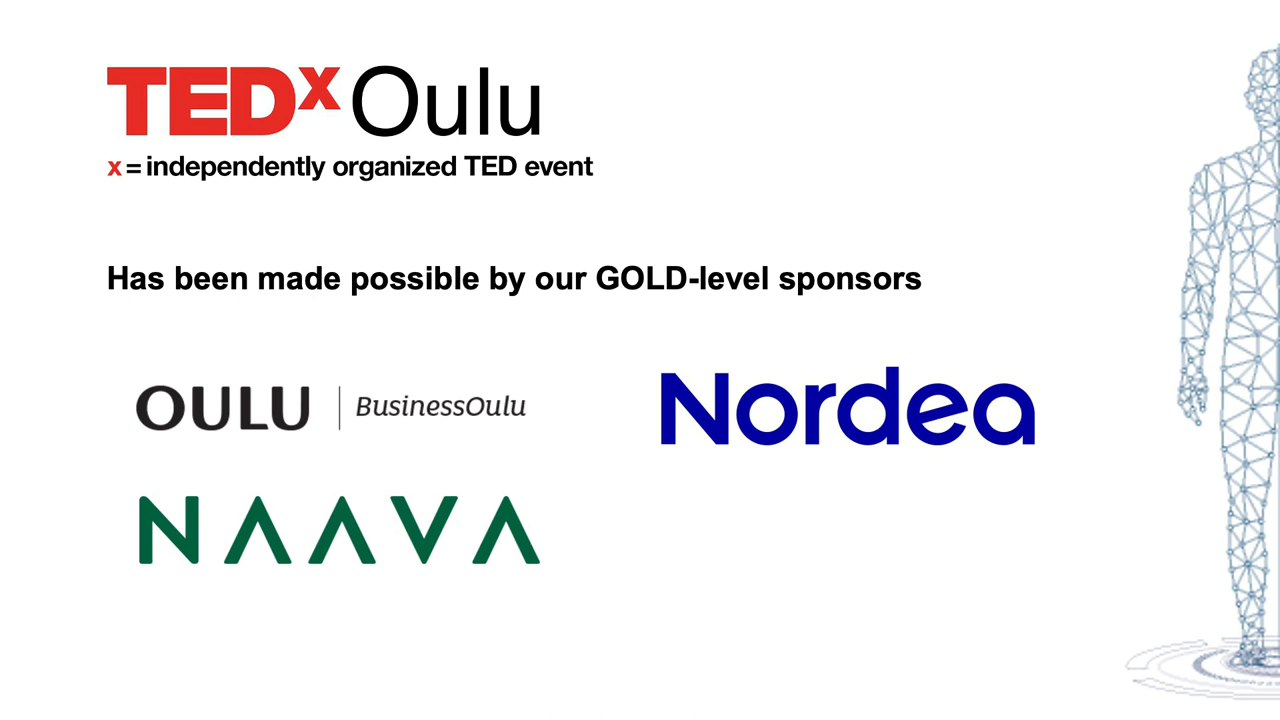 TEDx Oulu
x = independently organized TED event
Has been made possible by our GOLD-level sponsors
OULU | BusinessOulu
Nordea
NAAVA